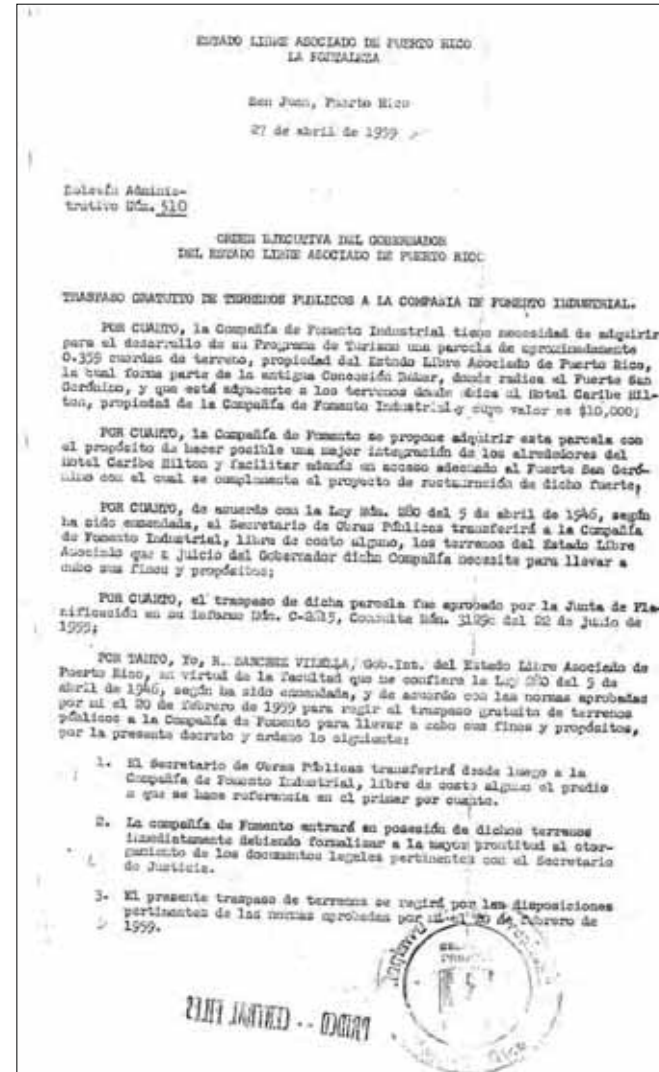 ESTADO LIBRE ASOCIADO DE PUERTO RICO
LA FORTALEZA
San Juan, Puerto Rico
27 de abril de 1959
Boletín Adminis-
trativo Núm. 510
ORDEN EJECUTIVA DEL GOBERNADOR
DEL ESTADO LIBRE ASOCIADO DE PUERTO RICO
TRASPASO GRATUITO DE TERRENOS PUBLICOS A LA COMPAÑIA DE FOMENTO INDUSTRIAL.
POR CUANTO, la Compañía de Fomento Industrial tiene necesidad de adquirir
para el desarrollo de su Programa de Turismo una parcela de aproximadamente
0.359 cuerdas de terreno, propiedad del Estado Libre Asociado de Puerto Rico,
la cual forma parte de la antigua Concesión Baker, donde radica el Fuerte San
Gerónimo, y que está adyacente a los terrenos donde ubica el Hotel Caribe Hil-
ton, propiedad de la Compañía de Fomento Industrial y cuyo valor es $10,000;
POR CUANTO, la Compañía de Fomento se propone adquirir esta parcela con
el propósito de hacer posible una mejor integración de los alrededores del
Hotel Caribe Hilton y facilitar además un acceso adecuado al Fuerte San Geró-
nimo con el cual se complementa el proyecto de restauración de dicho fuerte;
POR CUANTO, de acuerdo con la Ley Núm. 280 del 5 de abril de 1946, según
ha sido enmendada, el Secretario de Obras Públicas transferirá a la Compañía
de Fomento Industrial, libre de costo alguno, los terrenos del Estado Libre
Asociado que a juicio del Gobernador dicha Compañía necesite para llevar a
cabo sus fines y propósitos;
POR CUANTO, el traspaso de dicha parcela fue aprobado por la Junta de Pla-
nificación en su informe Núm. Consulta Núm. del 22 de junio de
POR TANTO, Yo, R. SANCHEZ VILELLA, Gob.Int. del Estado Libre Asociado de
Puerto Rico, en virtud de la facultad que me confiere la Ley 280 del 5 de
abril de 1946, según ha sido enmendada, y de acuerdo con las normas aprobadas
por mí el 20 de febrero de 1959 para regir el traspaso gratuito de terrenos
públicos a la Compañía de Fomento para llevar a cabo sus fines y propósitos,
por la presente decreto y ordeno lo siguiente:
1. El Secretario de Obras Públicas transferirá desde luego a la
Compañía de Fomento Industrial, libre de costo alguno el predio
a que se hace referencia en el primer por cuanto.
2. La compañía de Fomento entrará en posesión de dichos terrenos
inmediatamente debiendo formalizar a la mayor prontitud el otor-
gamiento de los documentos legales pertinentes con el Secretario
de Justicia.
3. El presente traspaso de terrenos se regirá por las disposiciones
pertinentes de las normas aprobadas por mí el 20 de febrero de
1959.
PRIDCO -- CENTRAL FILES